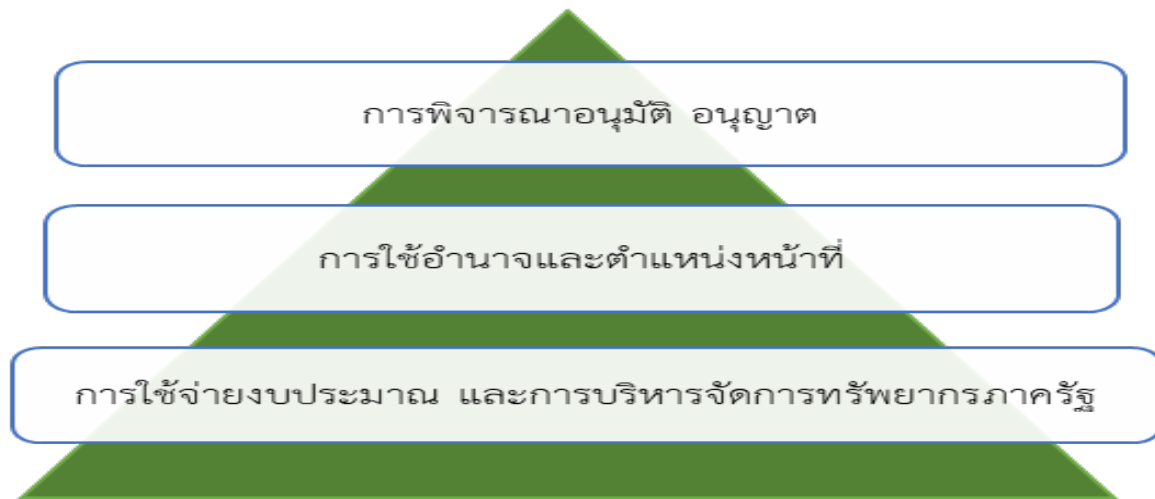 การพิจารณาอนุมัติ อนุญาต
การใช้อำนาจและตำแหน่งหน้าที่
การใช้จ่ายงบประมาณ และการบริหารจัดการทรัพยากรภาครัฐ